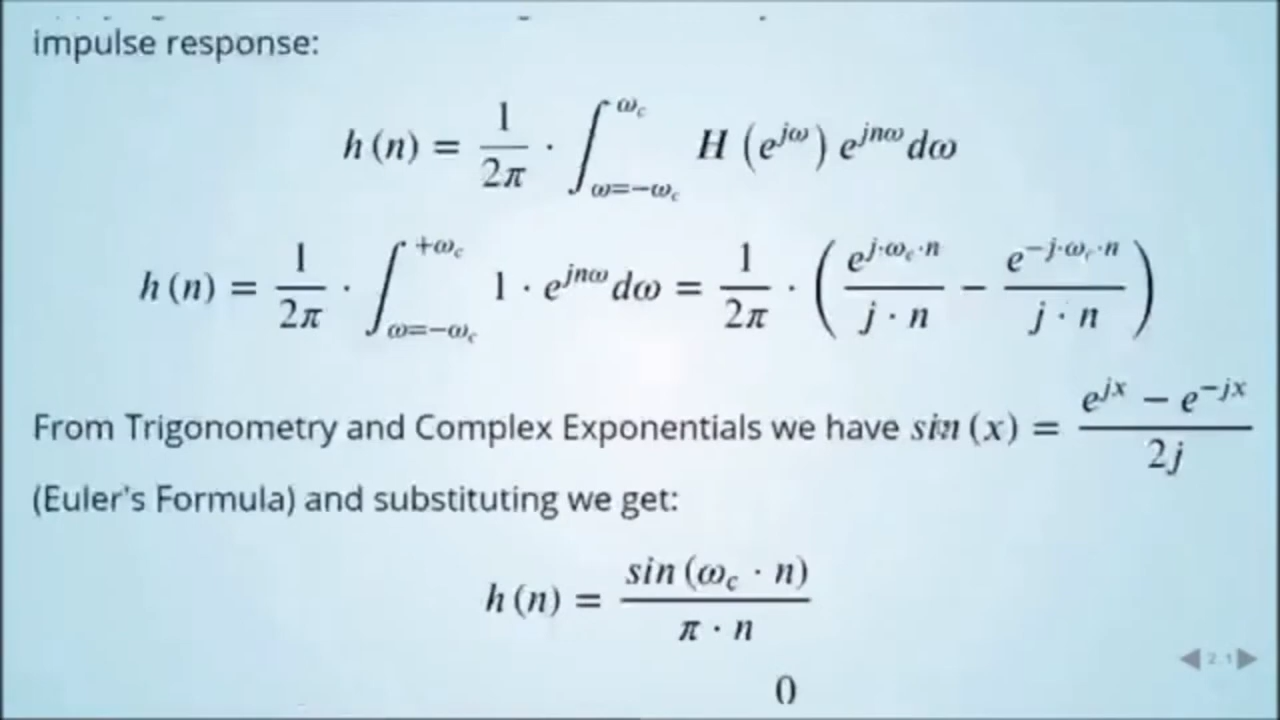 impulse response:
h (n) = 1/2π · ∫_{ω=−ω_c}^{ω_c} H (e^{jω}) e^{jnω} dω
h (n) = 1/2π · ∫_{ω=−ω_c}^{+ω_c} 1 · e^{jnω} dω = 1/2π · (e^{j·ω_c·n}/j · n − e^{−j·ω_c·n}/j · n)
From Trigonometry and Complex Exponentials we have sin (x) = e^{jx} − e^{−jx}/2j
(Euler's Formula) and substituting we get:
h (n) = sin (ω_c · n)/π · n
2.1
0